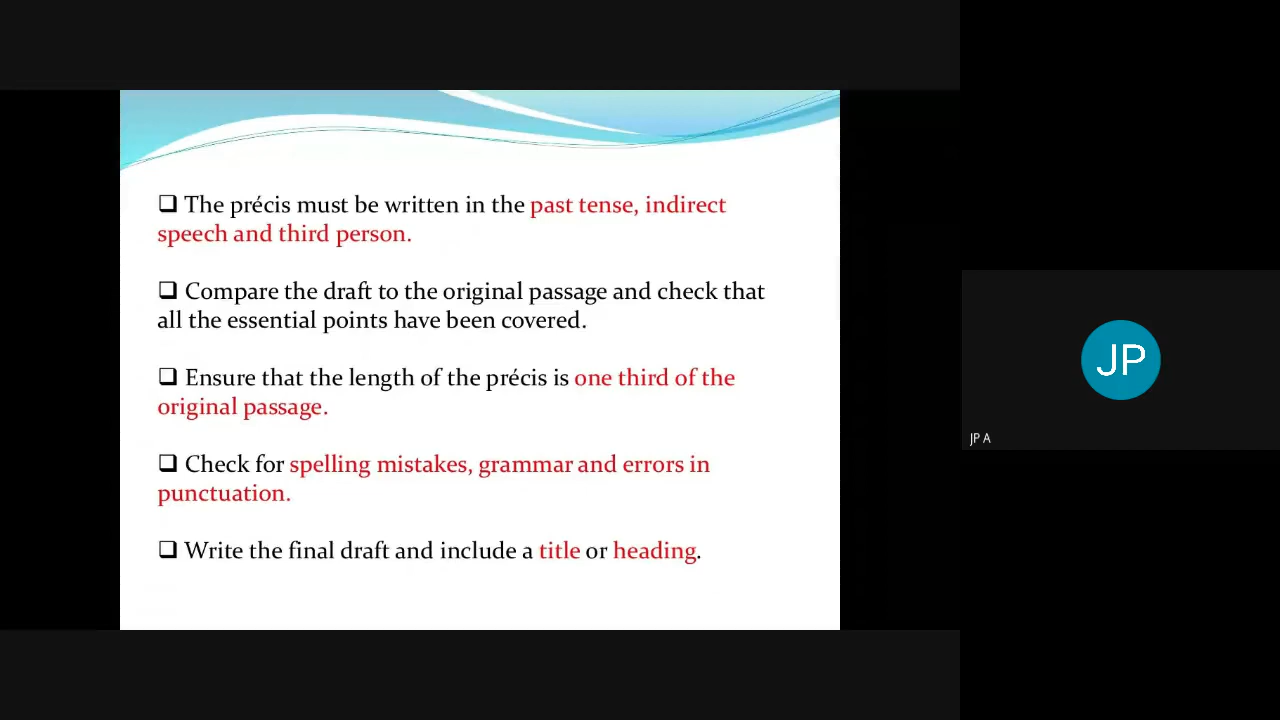 ❑ The précis must be written in the past tense, indirect
speech and third person.
❑ Compare the draft to the original passage and check that
all the essential points have been covered.
❑ Ensure that the length of the précis is one third of the
original passage.
❑ Check for spelling mistakes, grammar and errors in
punctuation.
❑ Write the final draft and include a title or heading.
JP
JP A